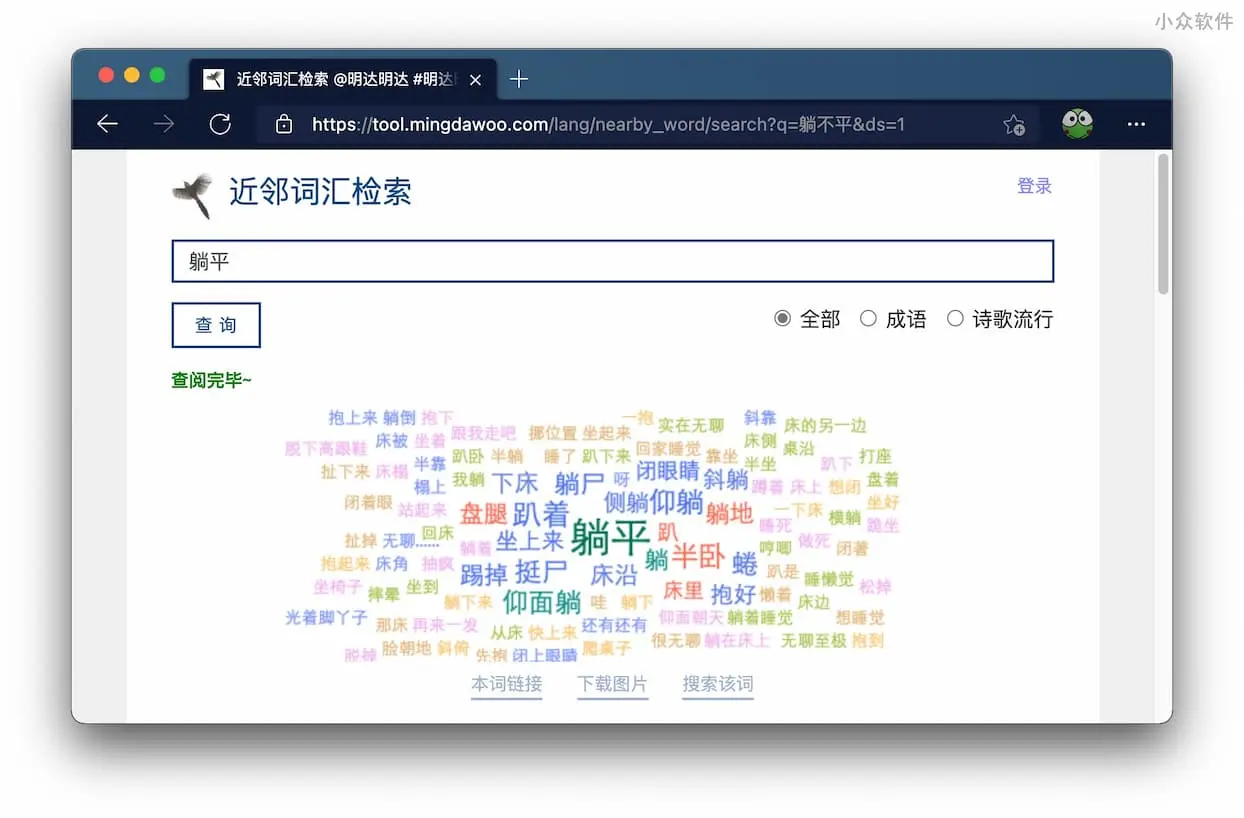 小众软件
近邻词汇检索 @明达明达 #明达
https://tool.mingdawoo.com/lang/nearby_word/search?q=躺不平&ds=1
近邻词汇检索
登录
躺平
查 询
全部 成语 诗歌流行
查阅完毕~
抱上来 躺倒 抱下 一抱 实在无聊 斜靠 床的另一边
脱下高跟鞋 床被 坐着 跟我走吧 挪位置 坐起来 回家睡觉 靠坐 床侧 桌沿
扯下来 床榻 半靠 趴卧 半躺 睡了 趴下来 闭眼睛 半坐 趴下 打座
榻上 我躺 下床 躺尸 呀 斜躺 蹲着 床上 想闭 盘着
闭着眼 站起来 盘腿 趴着 侧躺 仰躺 躺地 一下床 横躺 坐好
扯掉 无聊…… 回床 躺着 坐上来 躺平 趴 睡死 做死 闭著 跪坐
抱起来 床角 抽疯 踢掉 挺尸 床沿 躺 半卧 蜷 哼唧 趴是 睡懒觉 松掉
坐椅子 摔晕 坐到 躺下来 仰面躺 哇 躺下 床里 抱好 懒着 床边
光着脚丫子 那床 再来一发 从床 快上来 还有还有 仰面朝天 躺着睡觉 想睡觉
脱掉 脸朝地 斜倚 先抱 闭上眼睛 爬桌子 很无聊 躺在床上 无聊至极 抱到
本词链接 下载图片 搜索该词